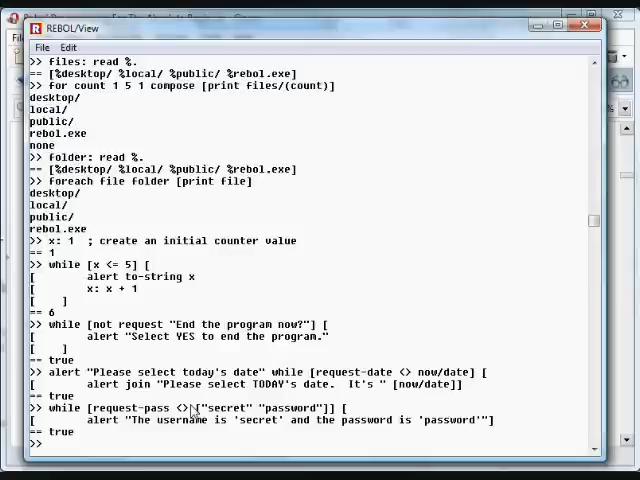 REBOL/View
File Edit
>> files: read %.
== [%desktop/ %local/ %public/ %rebol.exe]
>> for count 1 5 1 compose [print files/(count)]
desktop/
local/
public/
rebol.exe
none
>> folder: read %.
== [%desktop/ %local/ %public/ %rebol.exe]
>> foreach file folder [print file]
desktop/
local/
public/
rebol.exe
>> x: 1  ; create an initial counter value
== 1
>> while [x <= 5] [
[        alert to-string x
[        x: x + 1
[    ]
== 6
>> while [not request "End the program now?"] [
[        alert "Select YES to end the program."
[    ]
== true
>> alert "Please select today's date" while [request-date <> now/date] [
[        alert join "Please select TODAY's date.  It's " [now/date]]
== true
>> while [request-pass <> ["secret" "password"]] [
[        alert "The username is 'secret' and the password is 'password'"]
== true
>>